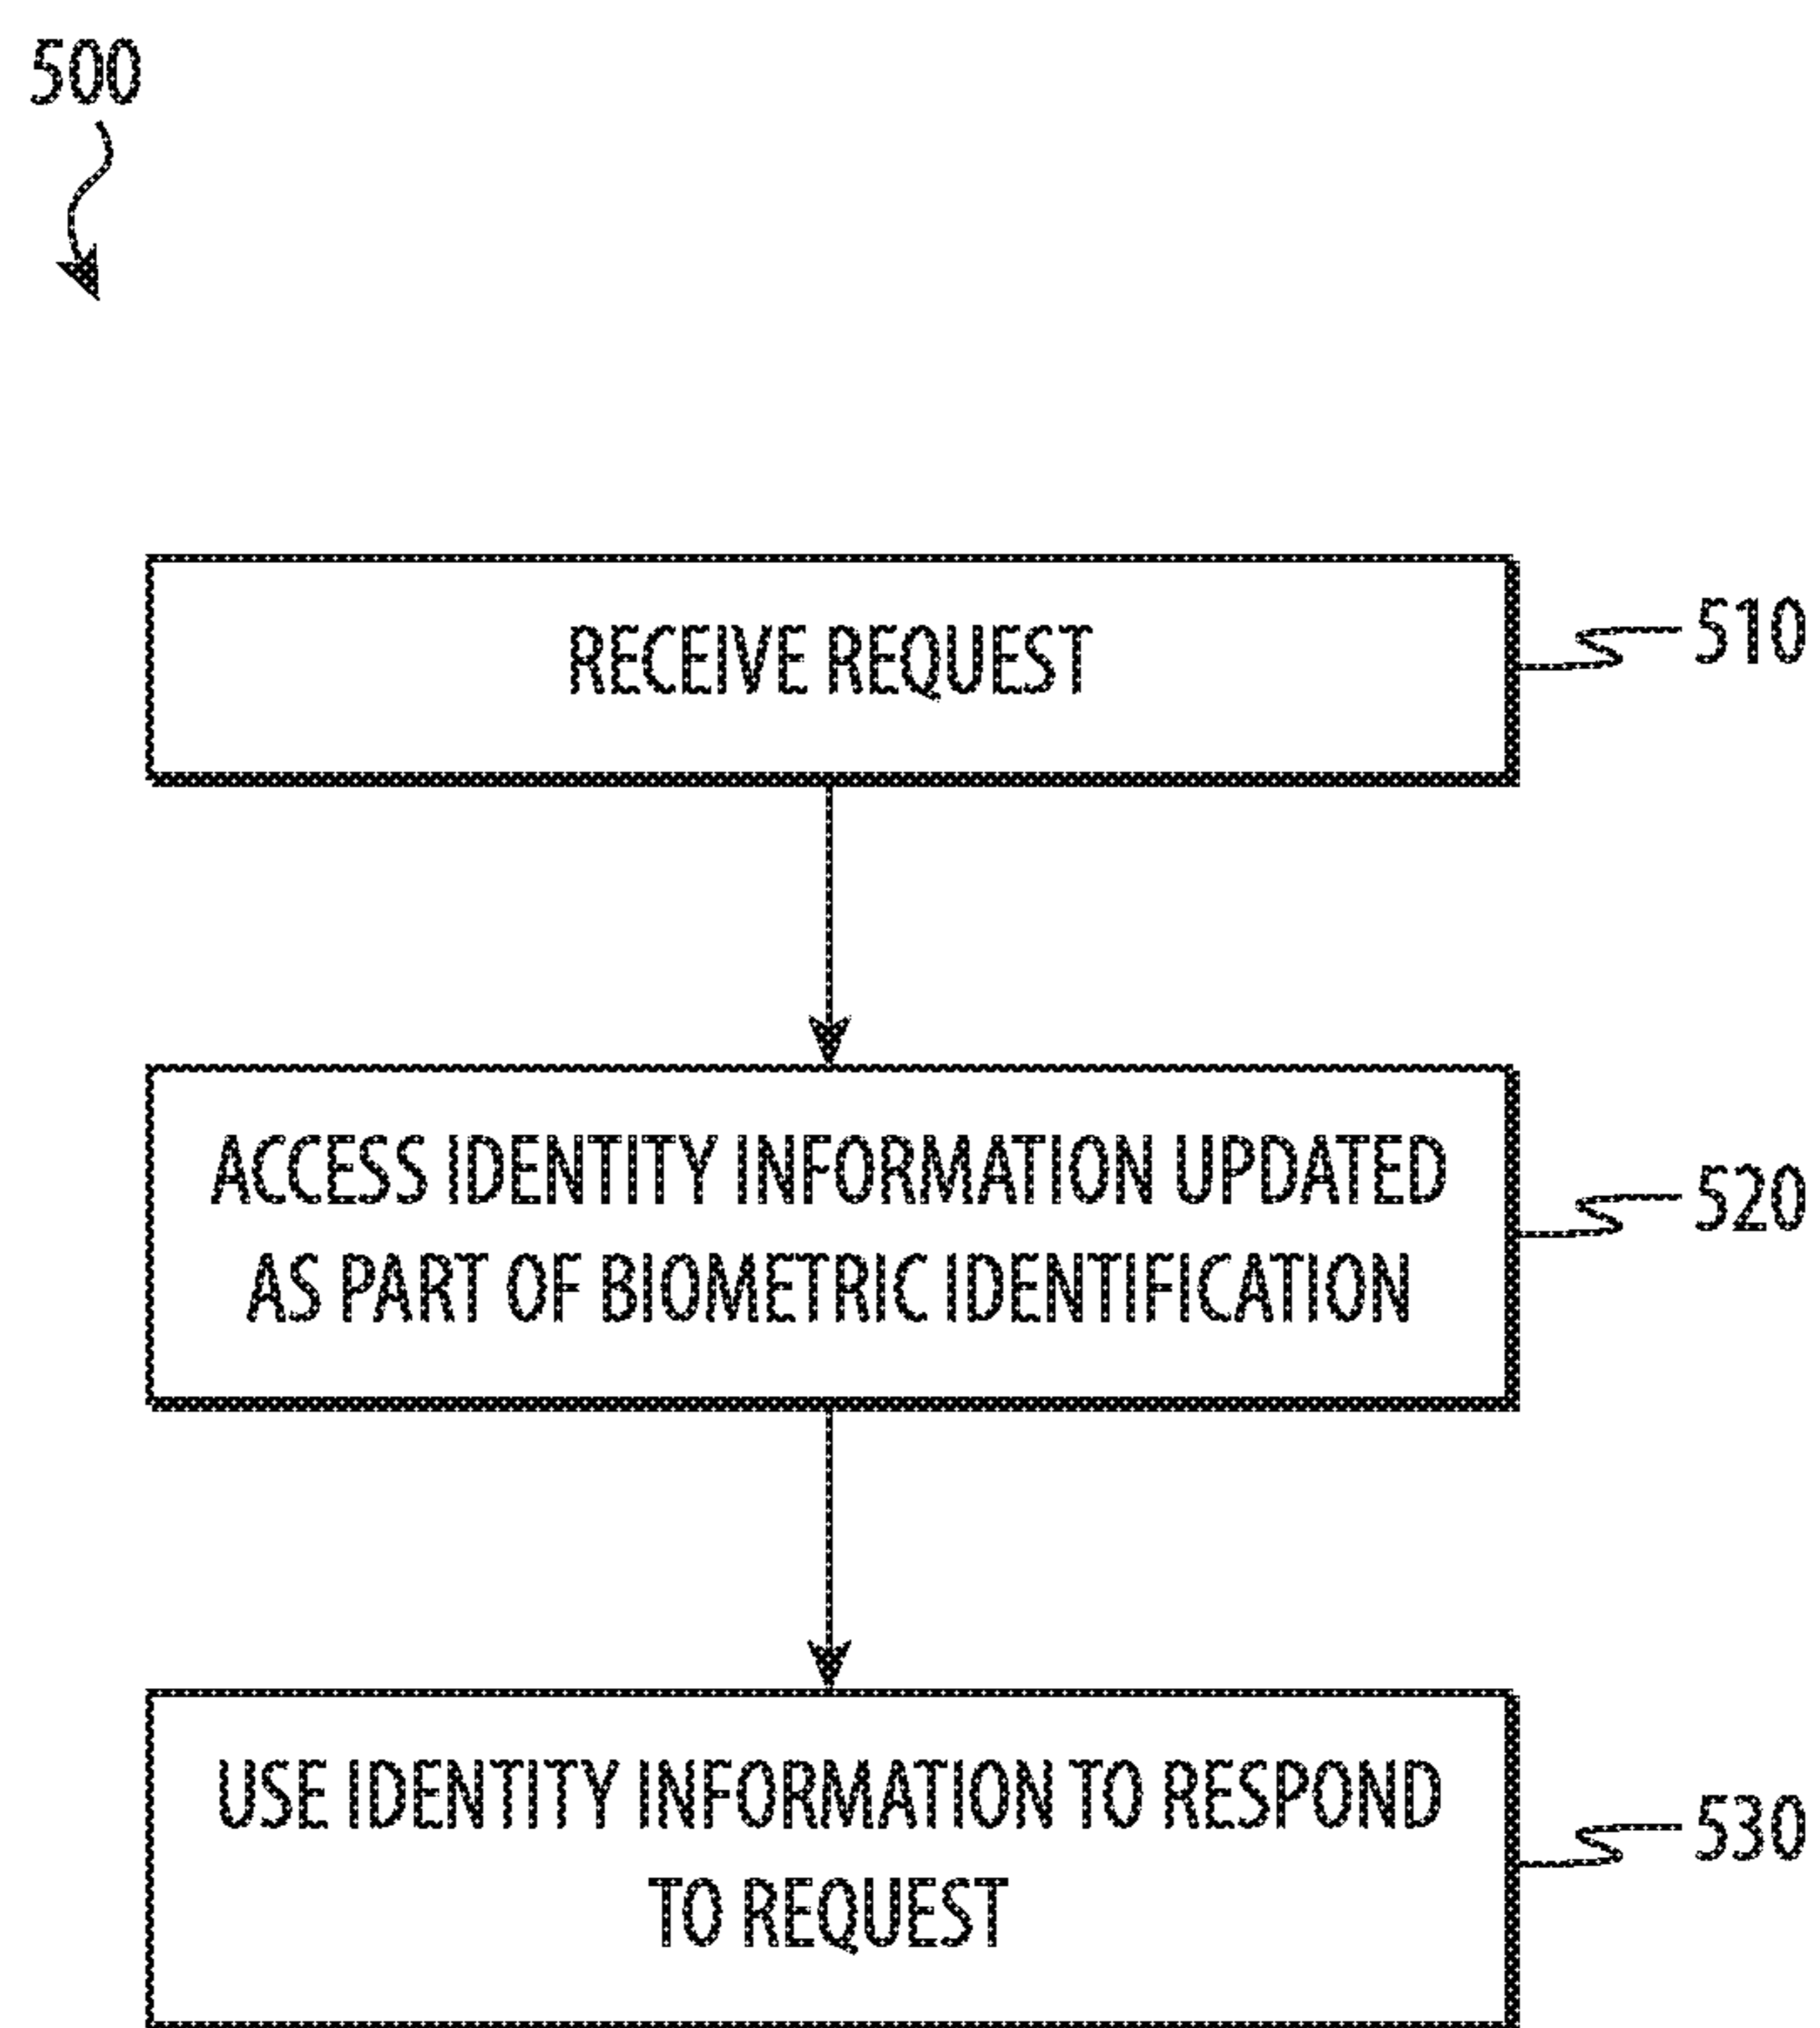 500
RECEIVE REQUEST
510
ACCESS IDENTITY INFORMATION UPDATED
AS PART OF BIOMETRIC IDENTIFICATION
520
USE IDENTITY INFORMATION TO RESPOND
TO REQUEST
530